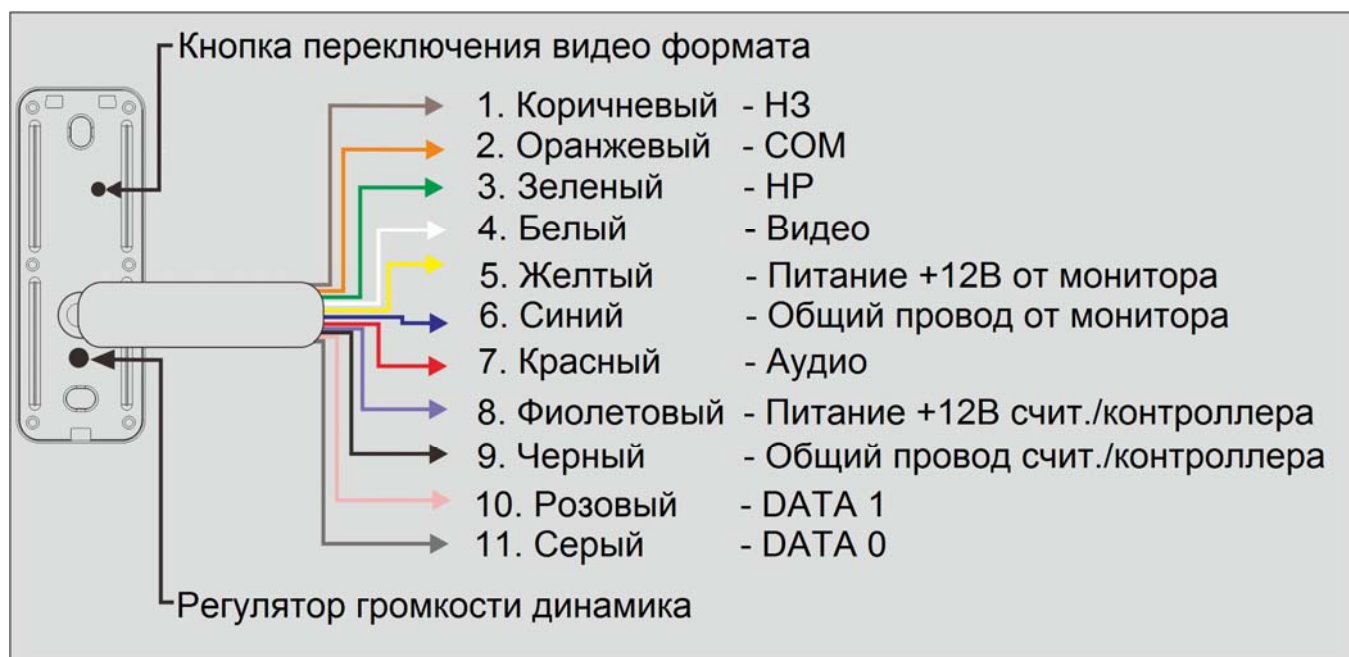 Кнопка переключения видео формата
1. Коричневый - НЗ
2. Оранжевый - COM
3. Зеленый - НР
4. Белый - Видео
5. Желтый - Питание +12В от монитора
6. Синий - Общий провод от монитора
7. Красный - Аудио
8. Фиолетовый - Питание +12В счит./контроллера
9. Черный - Общий провод счит./контроллера
10. Розовый - DATA 1
11. Серый - DATA 0
Регулятор громкости динамика